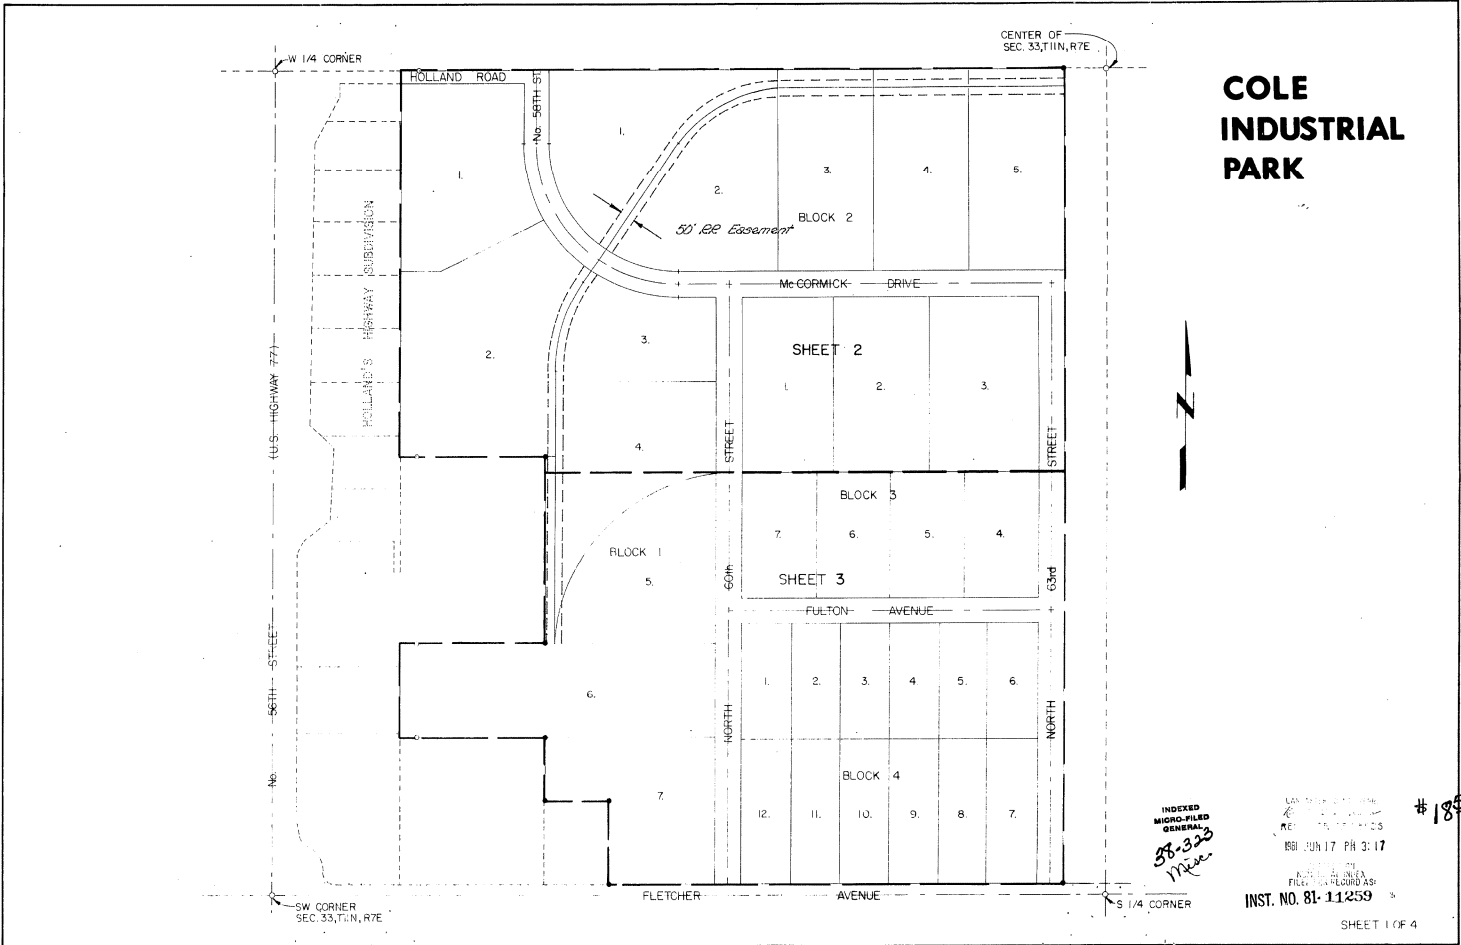 W 1/4 CORNER
CENTER OF
SEC. 33,T11N,R7E
COLE
INDUSTRIAL
PARK
HOLLAND ROAD
No. 58TH ST.
1.
1.
2.
3.
4.
5.
BLOCK 2
50' RR Easement
HOLLAND'S HIGHWAY SUBDIVISION
McCORMICK DRIVE
(U.S. HIGHWAY 77)
2.
3.
SHEET 2
1.
2.
3.
4.
STREET
STREET
BLOCK 3
7.
6.
5.
4.
BLOCK 1
5.
60th
SHEET 3
63rd
FULTON AVENUE
No. 56TH STREET
6.
1.
2.
3.
4.
5.
6.
NORTH
NORTH
BLOCK 4
7.
12.
11.
10.
9.
8.
7.
FLETCHER AVENUE
SW CORNER
SEC. 33,T11N,R7E
S 1/4 CORNER
INDEXED
MICRO-FILED
GENERAL
38-323
Misc.
1981 JUN 17 PM 3:17
INST. NO. 81-11259
SHEET 1 OF 4
N